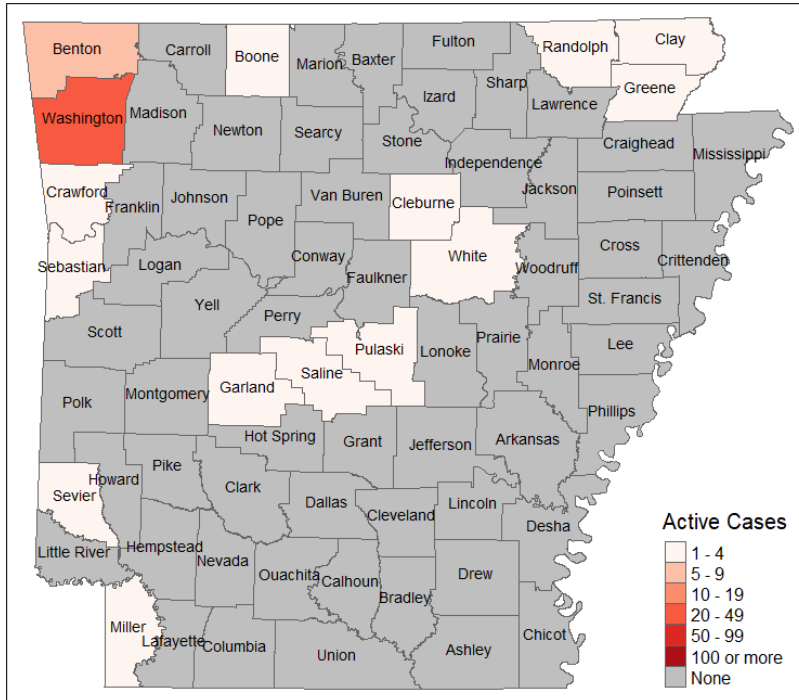 Benton
Carroll
Boone
Marion
Baxter
Fulton
Randolph
Clay
Sharp
Greene
Izard
Lawrence
Washington
Madison
Newton
Searcy
Stone
Independence
Craighead
Mississippi
Crawford
Franklin
Johnson
Pope
Van Buren
Cleburne
Jackson
Poinsett
Sebastian
Logan
Conway
Faulkner
White
Woodruff
Cross
Crittenden
Scott
Yell
Perry
Pulaski
Lonoke
Prairie
Monroe
St. Francis
Lee
Polk
Montgomery
Garland
Saline
Hot Spring
Grant
Jefferson
Arkansas
Phillips
Sevier
Howard
Pike
Clark
Dallas
Cleveland
Lincoln
Desha
Little River
Hempstead
Nevada
Ouachita
Calhoun
Bradley
Drew
Miller
Lafayette
Columbia
Union
Ashley
Chicot
Active Cases
1 - 4
5 - 9
10 - 19
20 - 49
50 - 99
100 or more
None